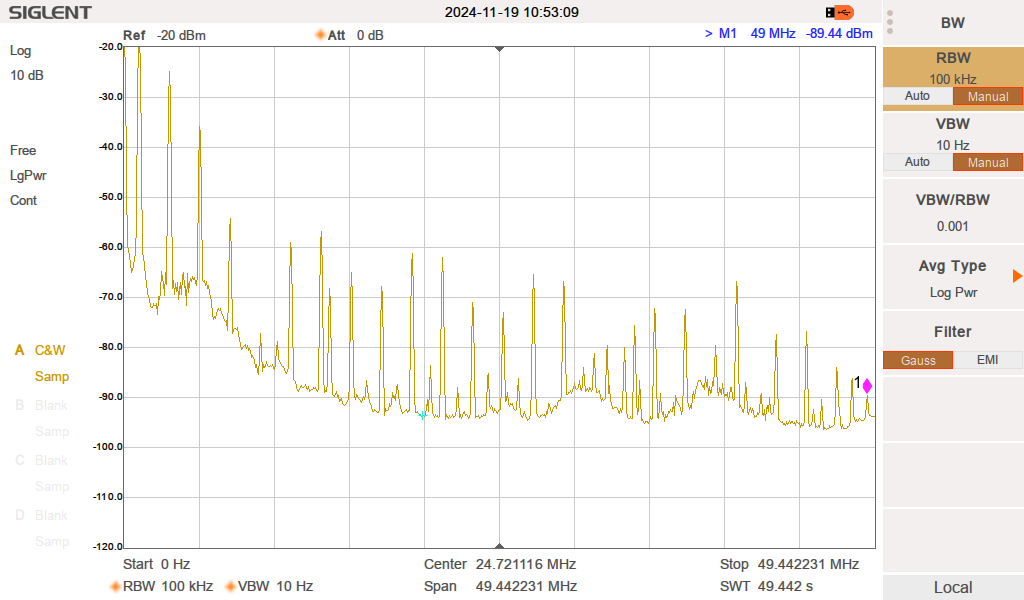 SIGLENT 2024-11-19 10:53:09
BW
Ref -20 dBm Att 0 dB > M1 49 MHz -89.44 dBm
Log
10 dB
Free
LgPwr
Cont
A C&W
Samp
B Blank
Samp
C Blank
Samp
D Blank
Samp
-20.0
-30.0
-40.0
-50.0
-60.0
-70.0
-80.0
-90.0
-100.0
-110.0
-120.0
1
Start 0 Hz Center 24.721116 MHz Stop 49.442231 MHz
RBW 100 kHz VBW 10 Hz Span 49.442231 MHz SWT 49.442 s
RBW
100 kHz
Auto Manual
VBW
10 Hz
Auto Manual
VBW/RBW
0.001
Avg Type
Log Pwr
Filter
Gauss EMI
Local